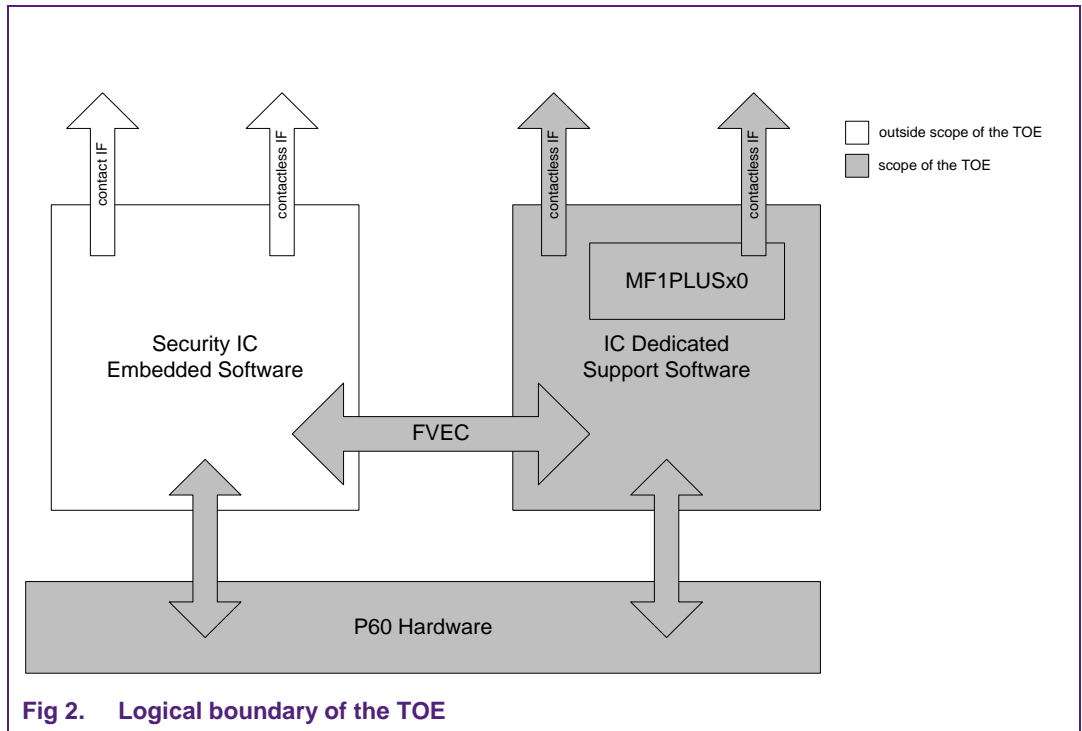 contact IF
contactless IF
contactless IF
contactless IF
outside scope of the TOE
scope of the TOE
MF1PLUSx0
Security IC
Embedded Software
IC Dedicated
Support Software
FVEC
P60 Hardware
Fig 2. Logical boundary of the TOE